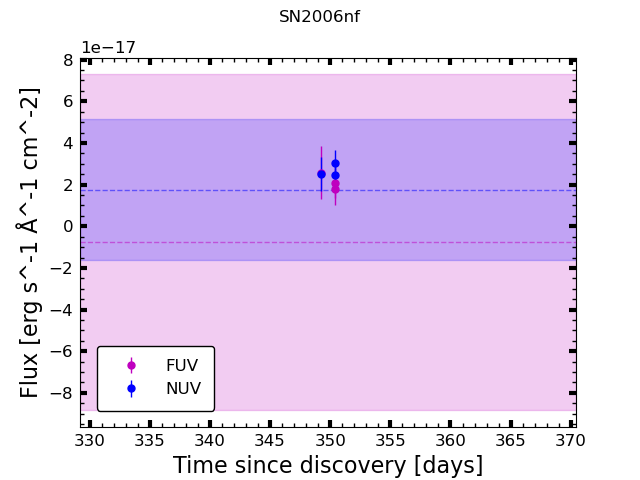 SN2006nf
1e−17
8
6
4
2
0
−2
−4
−6
−8
Flux [erg s^-1 Å^-1 cm^-2]
FUV
NUV
330 335 340 345 350 355 360 365 370
Time since discovery [days]